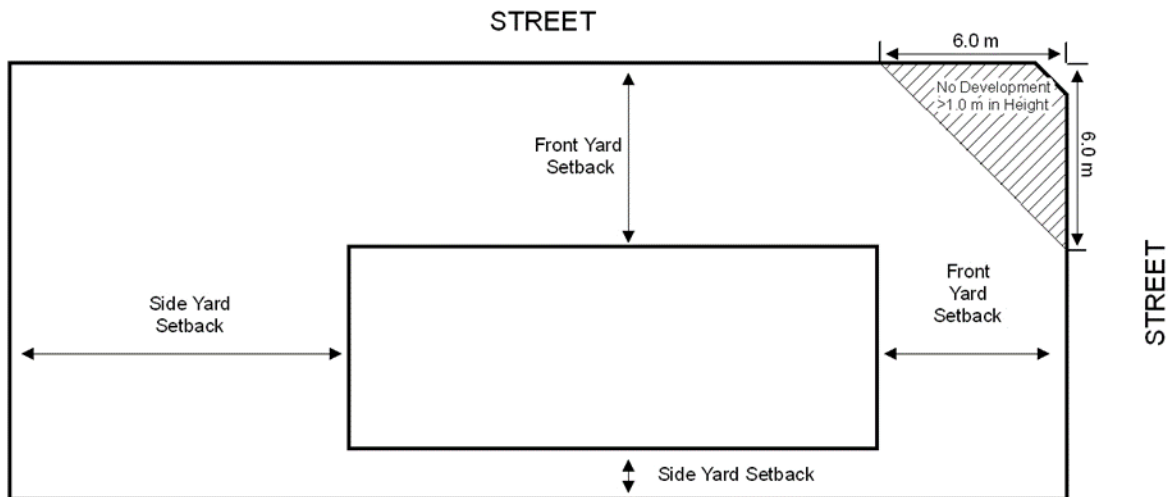 STREET
6.0 m
No Development
>1.0 m in Height
6.0 m
Front Yard
Setback
STREET
Front
Yard
Setback
Side Yard
Setback
Side Yard Setback